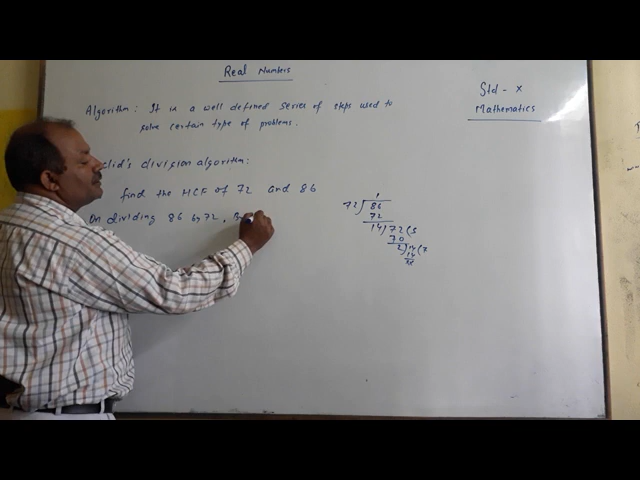 Real Numbers
Std - X
Mathematics
Algorithm: It is a well defined series of steps used to
solve certain type of problems.
lid's division algorithm:
find the HCF of 72 and 86
On dividing 86 by 72,
1
72) 86
72
14) 72 (5
70
2) 14 (7
14